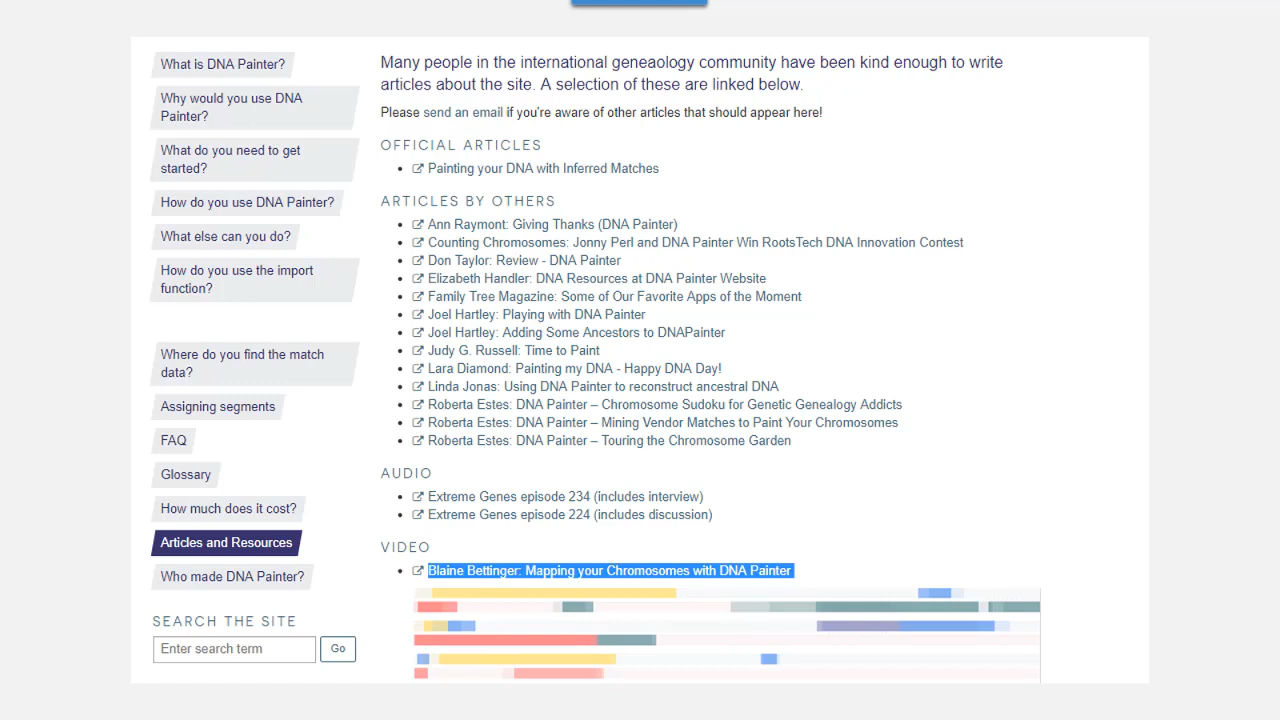 What is DNA Painter?
Why would you use DNA
Painter?
What do you need to get
started?
How do you use DNA Painter?
What else can you do?
How do you use the import
function?
Where do you find the match
data?
Assigning segments
FAQ
Glossary
How much does it cost?
Articles and Resources
Who made DNA Painter?
SEARCH THE SITE
Enter search term
Go
Many people in the international geneaology community have been kind enough to write
articles about the site. A selection of these are linked below.
Please send an email if you're aware of other articles that should appear here!
OFFICIAL ARTICLES
Painting your DNA with Inferred Matches
ARTICLES BY OTHERS
Ann Raymont: Giving Thanks (DNA Painter)
Counting Chromosomes: Jonny Perl and DNA Painter Win RootsTech DNA Innovation Contest
Don Taylor: Review - DNA Painter
Elizabeth Handler: DNA Resources at DNA Painter Website
Family Tree Magazine: Some of Our Favorite Apps of the Moment
Joel Hartley: Playing with DNA Painter
Joel Hartley: Adding Some Ancestors to DNAPainter
Judy G. Russell: Time to Paint
Lara Diamond: Painting my DNA - Happy DNA Day!
Linda Jonas: Using DNA Painter to reconstruct ancestral DNA
Roberta Estes: DNA Painter – Chromosome Sudoku for Genetic Genealogy Addicts
Roberta Estes: DNA Painter – Mining Vendor Matches to Paint Your Chromosomes
Roberta Estes: DNA Painter – Touring the Chromosome Garden
AUDIO
Extreme Genes episode 234 (includes interview)
Extreme Genes episode 224 (includes discussion)
VIDEO
Blaine Bettinger: Mapping your Chromosomes with DNA Painter